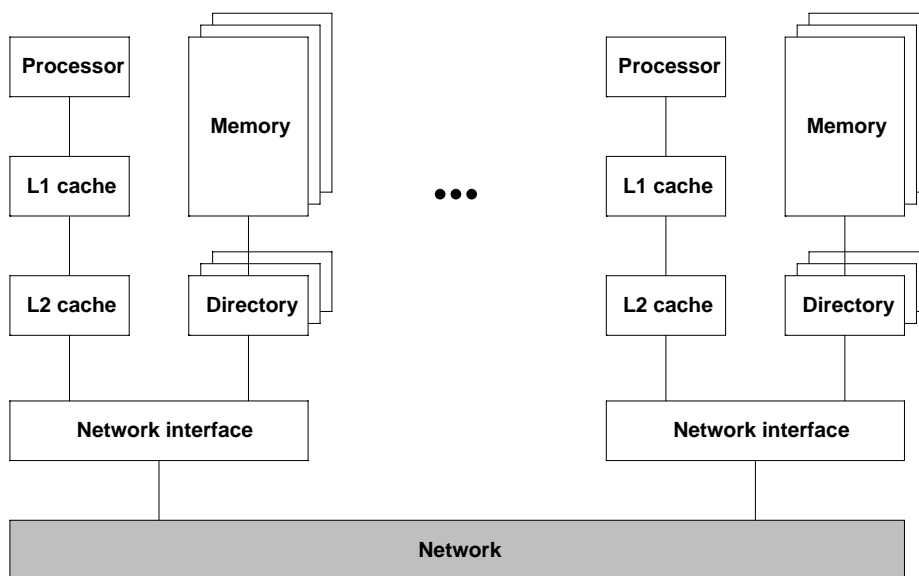 Processor
Memory
L1 cache
L2 cache
Directory
Network interface
•••
Processor
Memory
L1 cache
L2 cache
Directory
Network interface
Network